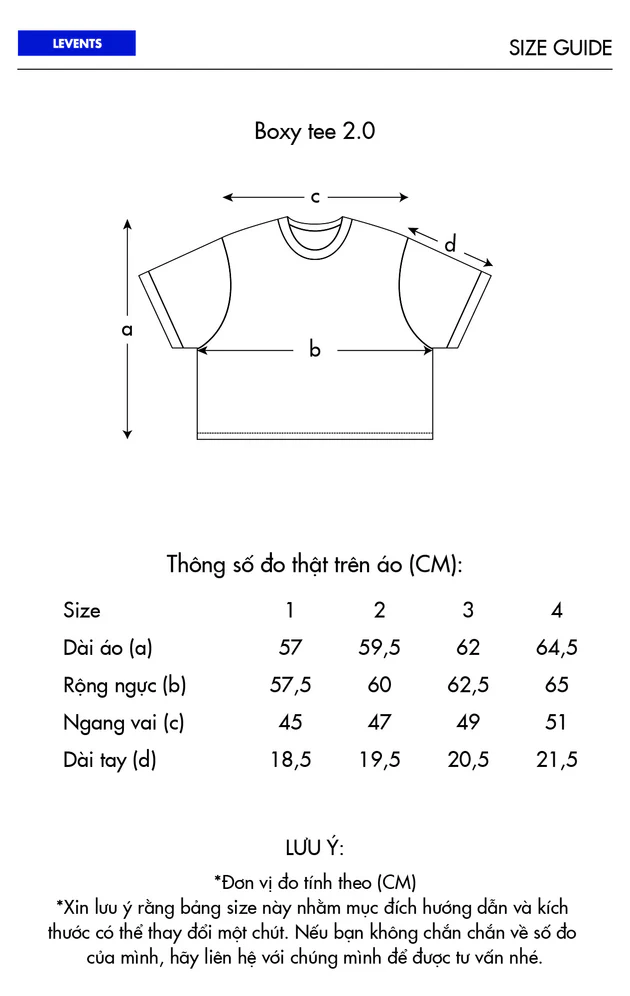 LEVENTS
SIZE GUIDE
Boxy tee 2.0
c
d
a
b
Thông số đo thật trên áo (CM):
Size 1 2 3 4
Dài áo (a) 57 59,5 62 64,5
Rộng ngực (b) 57,5 60 62,5 65
Ngang vai (c) 45 47 49 51
Dài tay (d) 18,5 19,5 20,5 21,5
LƯU Ý:
*Đơn vị đo tính theo (CM)
*Xin lưu ý rằng bảng size này nhằm mục đích hướng dẫn và kích
thước có thể thay đổi một chút. Nếu bạn không chắn chắn về số đo
của mình, hãy liên hệ với chúng mình để được tư vấn nhé.